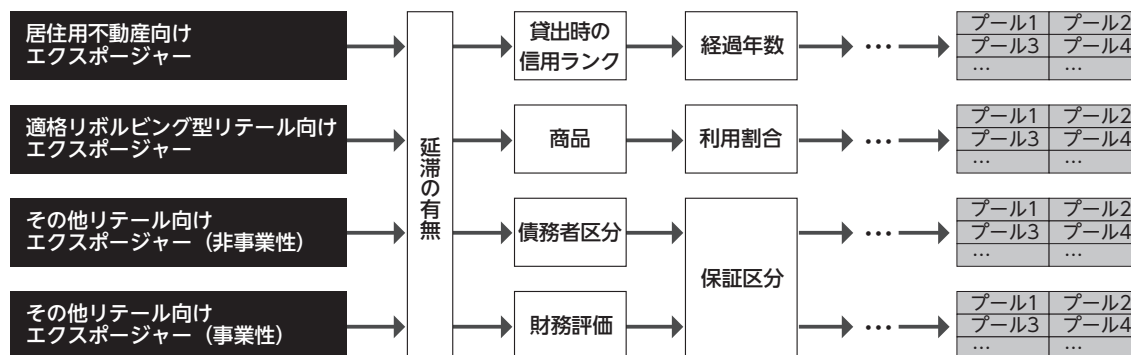 居住用不動産向け
エクスポージャー
貸出時の
信用ランク
経過年数
…
プール1 プール2
プール3 プール4
… …
適格リボルビング型リテール向け
エクスポージャー
延滞の有無
商品
利用割合
…
プール1 プール2
プール3 プール4
… …
その他リテール向け
エクスポージャー（非事業性）
債務者区分
保証区分
…
プール1 プール2
プール3 プール4
… …
その他リテール向け
エクスポージャー（事業性）
財務評価
…
プール1 プール2
プール3 プール4
… …